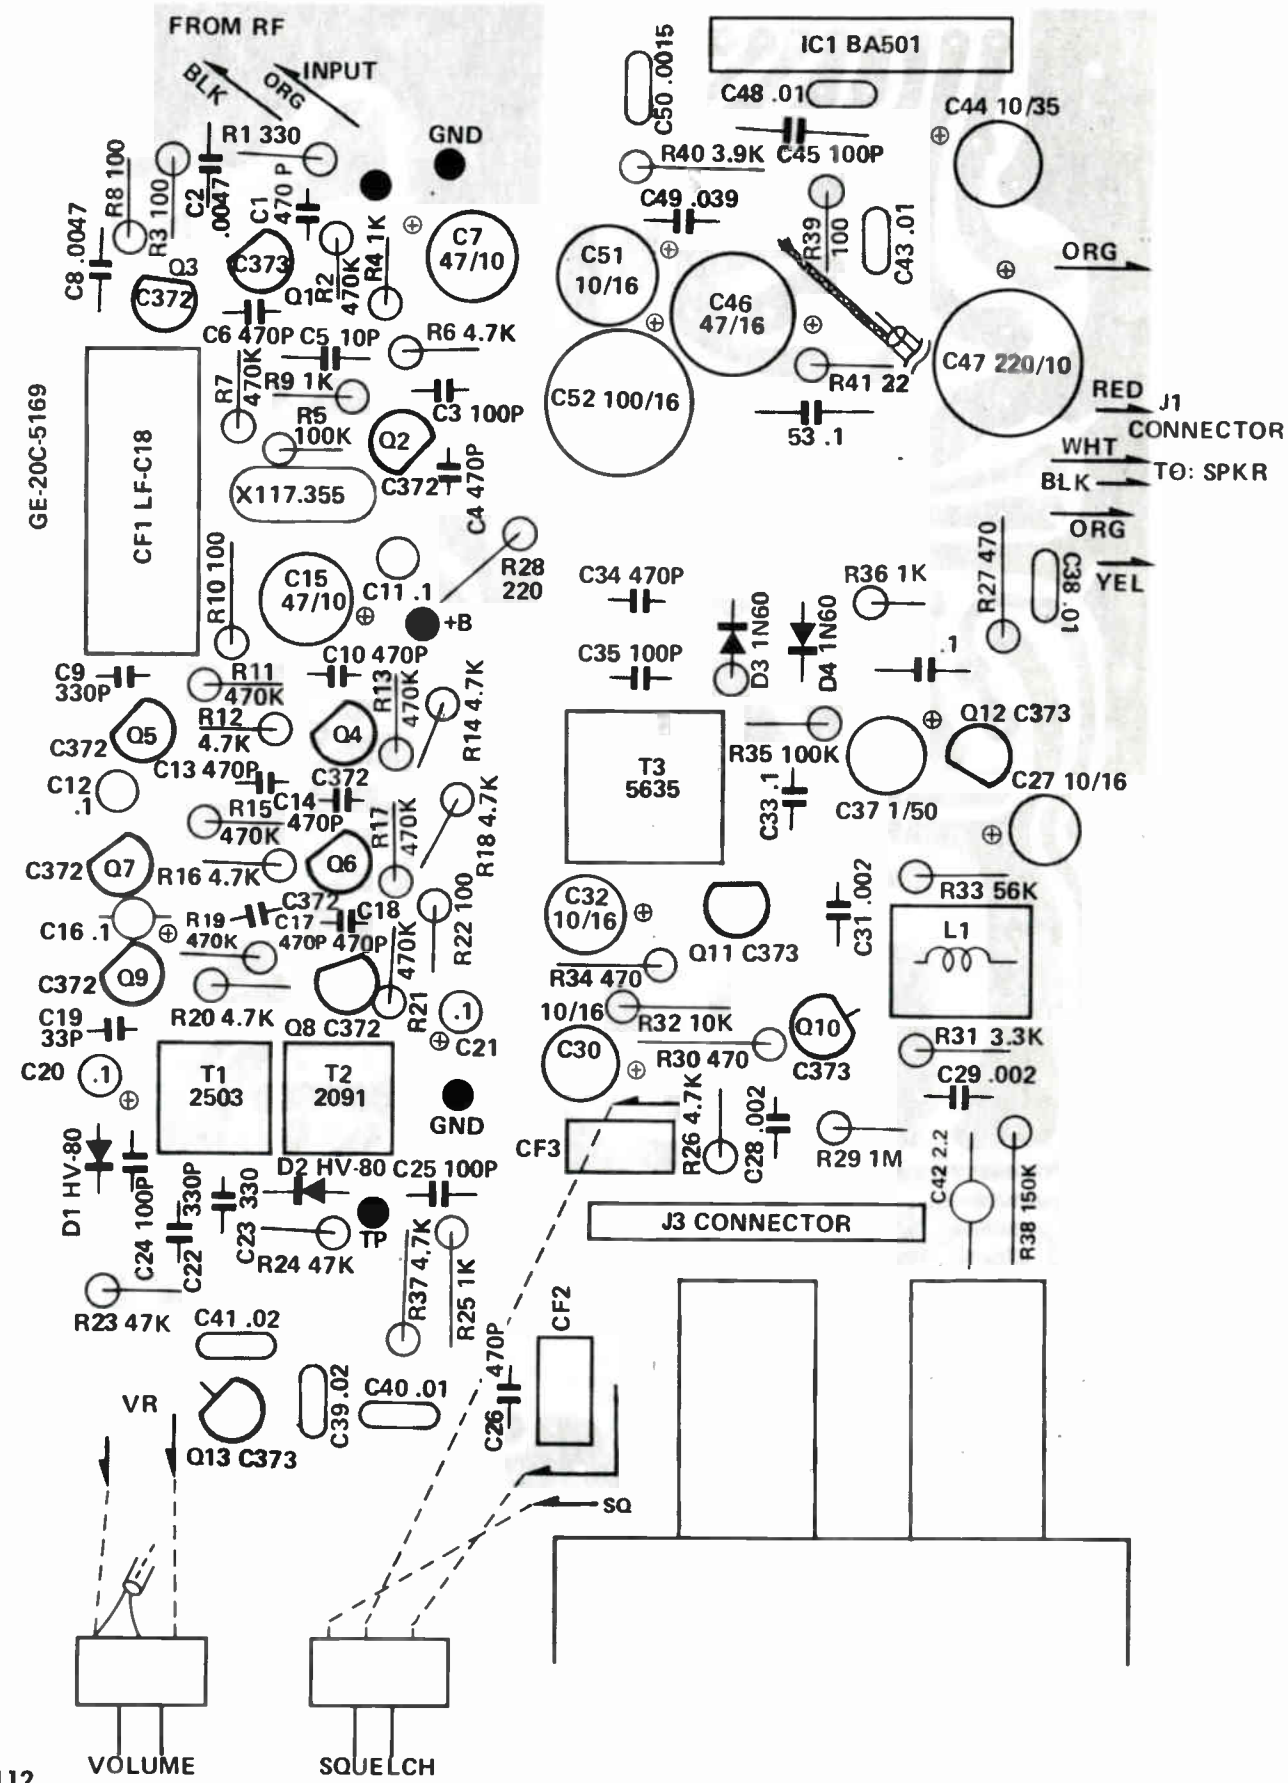 FROM RF
BLK
ORG
INPUT
GND
R1 330
R8 100
R3 100
C2 .0047
C1 470 P
C8 .0047
Q3
C372
C373
Q1
R2 470K
R4 1K
C7
47/10
C6 470P
C5 10P
R6 4.7K
R7 470K
R9 1K
R5
100K
C3 100P
Q2
C372
C4 470P
X117.355
GE-20C-5169
CF1 LF-C18
R10 100
C15
47/10
C11 .1
R28
220
+B
C9
330P
C10 470P
R11
470K
R13 470K
R14 4.7K
R12
4.7K
C372
Q5
Q4
C13 470P
C372
C12
.1
C14
470P
R15
470K
R17 470K
R18 4.7K
C372
Q7
R16 4.7K
Q6
C372
C16 .1
R19
470K
C17
470P
C18
470P
R22 100
C372
Q9
470K
R21
C19
33P
R20 4.7K
Q8 C372
.1
C21
C20
.1
T1
2503
T2
2091
GND
D1 HV-80
C24 100P
C22
330P
C23
330
D2 HV-80
C25 100P
TP
R24 47K
R37 4.7K
R25 1K
R23 47K
C41 .02
C39 .02
C40 .01
VR
Q13 C373
C26
470P
CF2
SQ
VOLUME
SQUELCH
112
IC1 BA501
C50 .0015
C48 .01
C44 10/35
C45 100P
R40 3.9K
C49 .039
R39
100
C43 .01
C51
10/16
C46
47/16
ORG
C52 100/16
R41 22
C47 220/10
53 .1
RED
J1
CONNECTOR
WHT
TO: SPKR
BLK
ORG
YEL
C34 470P
R36 1K
R27 470
C38 .01
D3 1N60
D4 1N60
C35 100P
.1
T3
5635
R35 100K
Q12 C373
C33 .1
C37 1/50
C27 10/16
C32
10/16
Q11 C373
C31 .002
R33 56K
L1
R34 470
10/16
R32 10K
Q10
C373
C30
R30 470
R31 3.3K
C29 .002
CF3
R26 4.7K
C28 .002
R29 1M
C42 2.2
R38 150K
J3 CONNECTOR